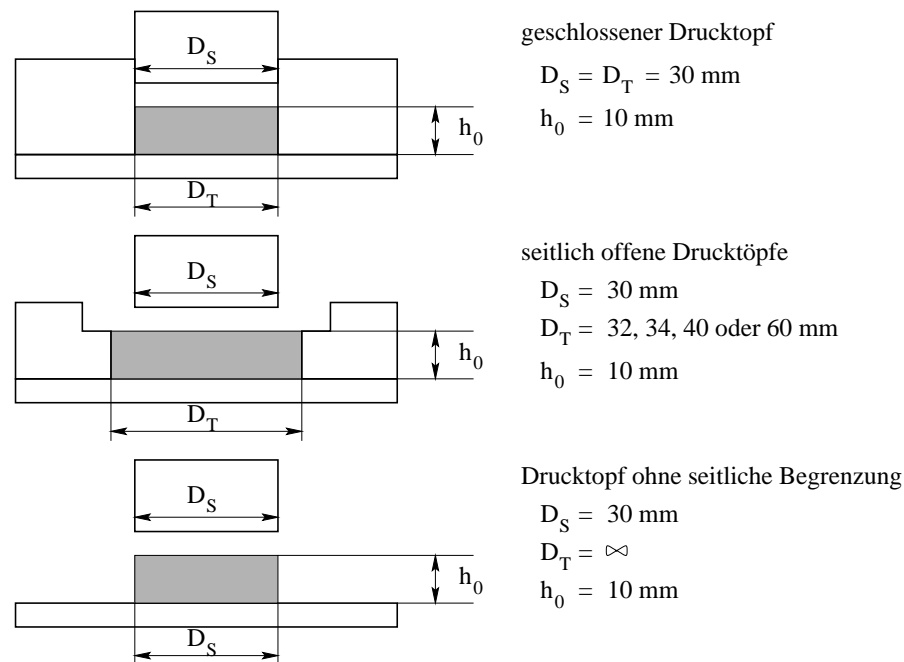 D_S
h_0
D_T
geschlossener Drucktopf
D_S = D_T = 30 mm
h_0 = 10 mm
D_S
h_0
D_T
seitlich offene Drucktöpfe
D_S = 30 mm
D_T = 32, 34, 40 oder 60 mm
h_0 = 10 mm
D_S
h_0
D_S
Drucktopf ohne seitliche Begrenzung
D_S = 30 mm
D_T = ∞
h_0 = 10 mm